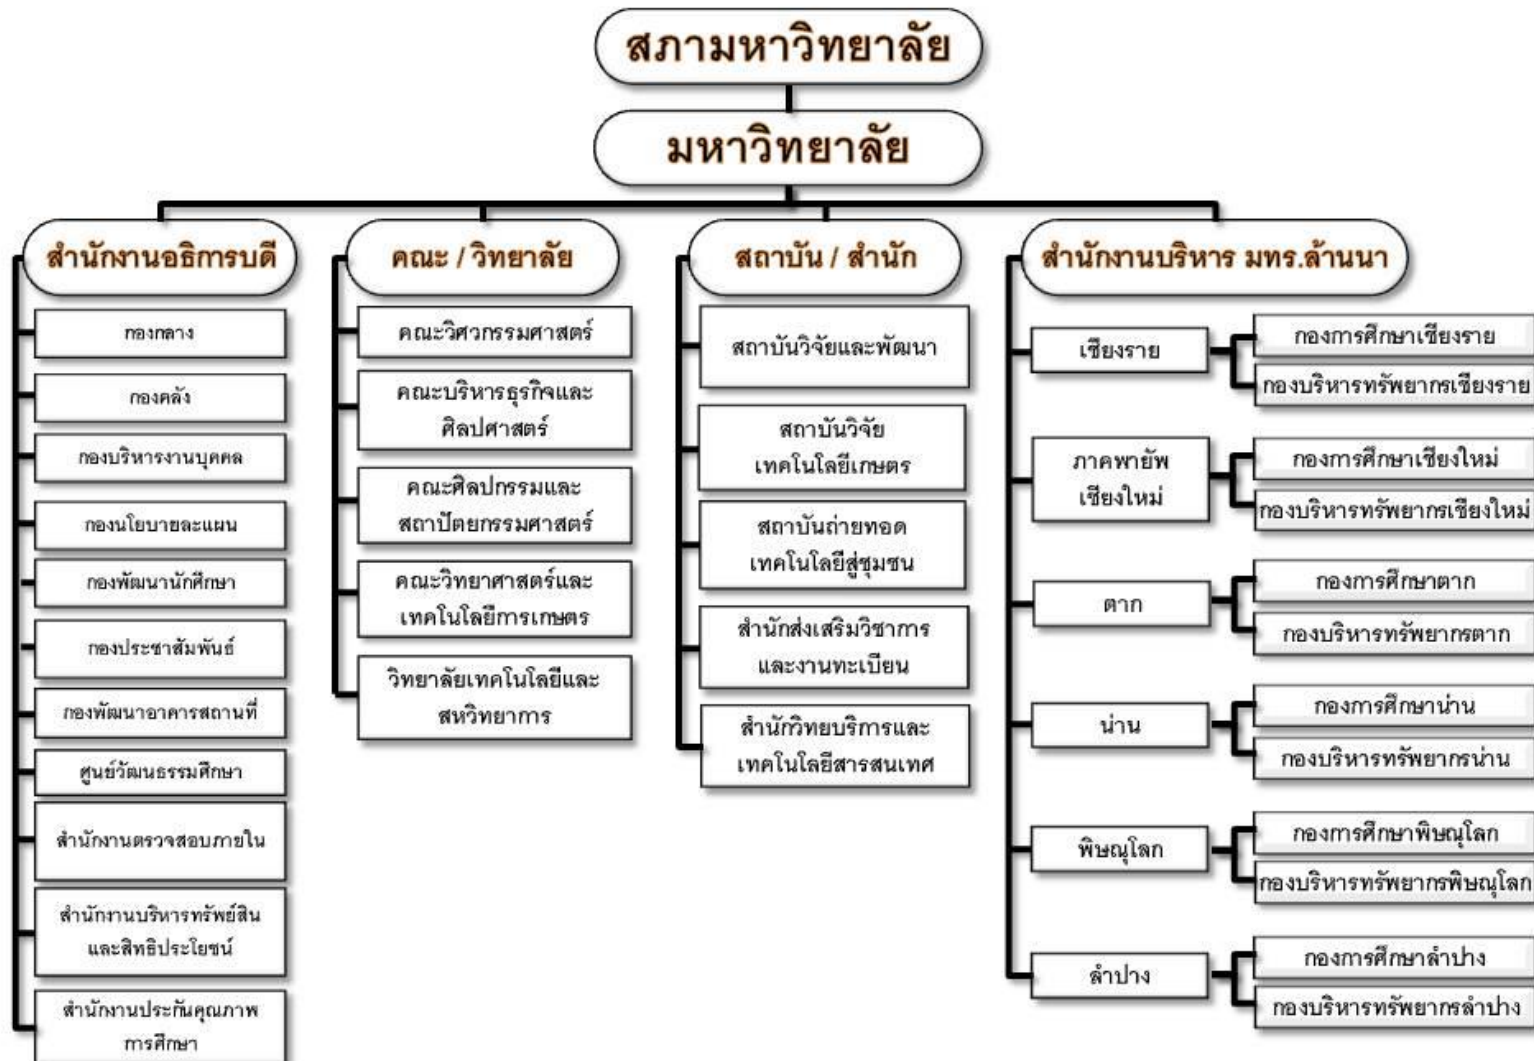 สภามหาวิทยาลัย
มหาวิทยาลัย
สำนักงานอธิการบดี
กองกลาง
กองคลัง
กองบริหารงานบุคคล
กองนโยบายละแผน
กองพัฒนานักศึกษา
กองประชาสัมพันธ์
กองพัฒนาอาคารสถานที่
ศูนย์วัฒนธรรมศึกษา
สำนักงานตรวจสอบภายใน
สำนักงานบริหารทรัพย์สิน
และสิทธิประโยชน์
สำนักงานประกันคุณภาพ
การศึกษา
คณะ / วิทยาลัย
คณะวิศวกรรมศาสตร์
คณะบริหารธุรกิจและ
ศิลปศาสตร์
คณะศิลปกรรมและ
สถาปัตยกรรมศาสตร์
คณะวิทยาศาสตร์และ
เทคโนโลยีการเกษตร
วิทยาลัยเทคโนโลยีและ
สหวิทยาการ
สถาบัน / สำนัก
สถาบันวิจัยและพัฒนา
สถาบันวิจัย
เทคโนโลยีเกษตร
สถาบันถ่ายทอด
เทคโนโลยีสู่ชุมชน
สำนักส่งเสริมวิชาการ
และงานทะเบียน
สำนักวิทยบริการและ
เทคโนโลยีสารสนเทศ
สำนักงานบริหาร มทร.ล้านนา
เชียงราย
กองการศึกษาเชียงราย
กองบริหารทรัพยากรเชียงราย
ภาคพายัพ
เชียงใหม่
กองการศึกษาเชียงใหม่
กองบริหารทรัพยากรเชียงใหม่
ตาก
กองการศึกษาตาก
กองบริหารทรัพยากรตาก
น่าน
กองการศึกษาน่าน
กองบริหารทรัพยากรน่าน
พิษณุโลก
กองการศึกษาพิษณุโลก
กองบริหารทรัพยากรพิษณุโลก
ลำปาง
กองการศึกษาลำปาง
กองบริหารทรัพยากรลำปาง